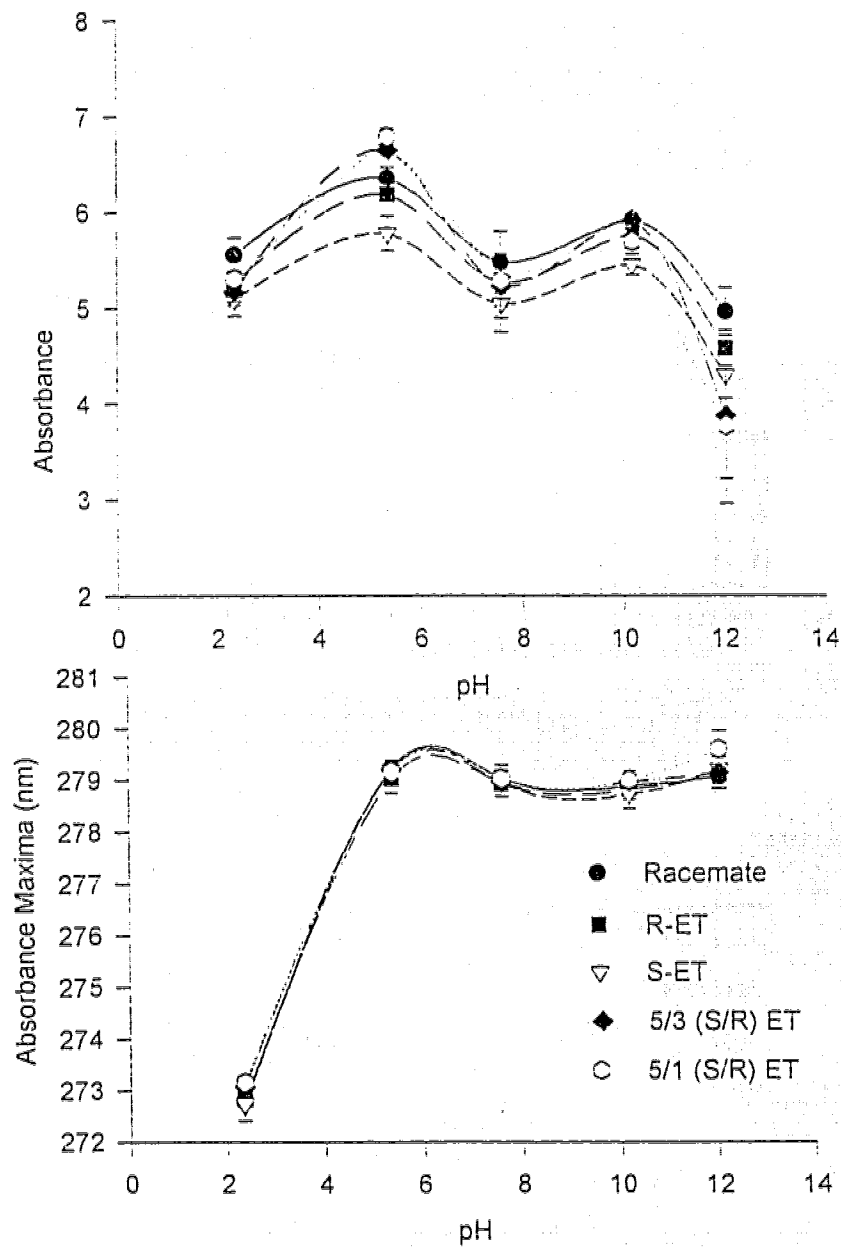 8
7
6
5
4
3
2
Absorbance
0 2 4 6 8 10 12 14
pH
281
280
279
278
277
276
275
274
273
272
Absorbance Maxima (nm)
Racemate
R-ET
S-ET
5/3 (S/R) ET
5/1 (S/R) ET
0 2 4 6 8 10 12 14
pH